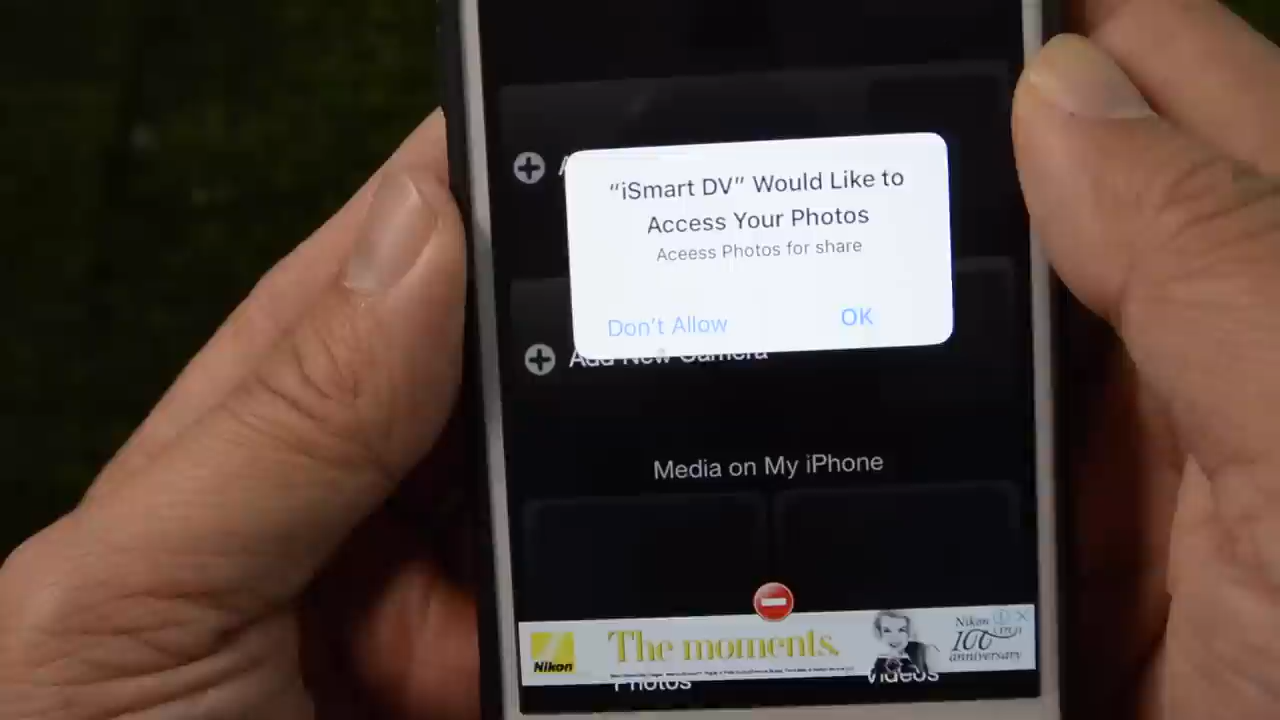 “iSmart DV” Would Like to
Access Your Photos
Aceess Photos for share
Don’t Allow
OK
Add New Camera
Media on My iPhone
Nikon
The moments.
Nikon
100
anniversary
Photos
Videos